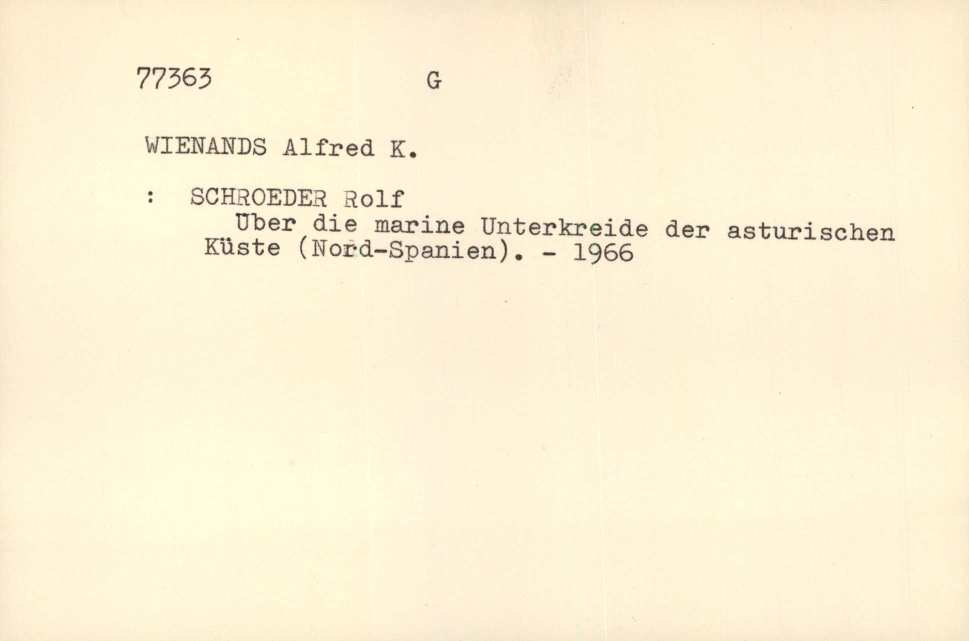 77363 G
WIENANDS Alfred K.
: SCHROEDER Rolf
Über die marine Unterkreide der asturischen
Küste (Nord-Spanien). - 1966